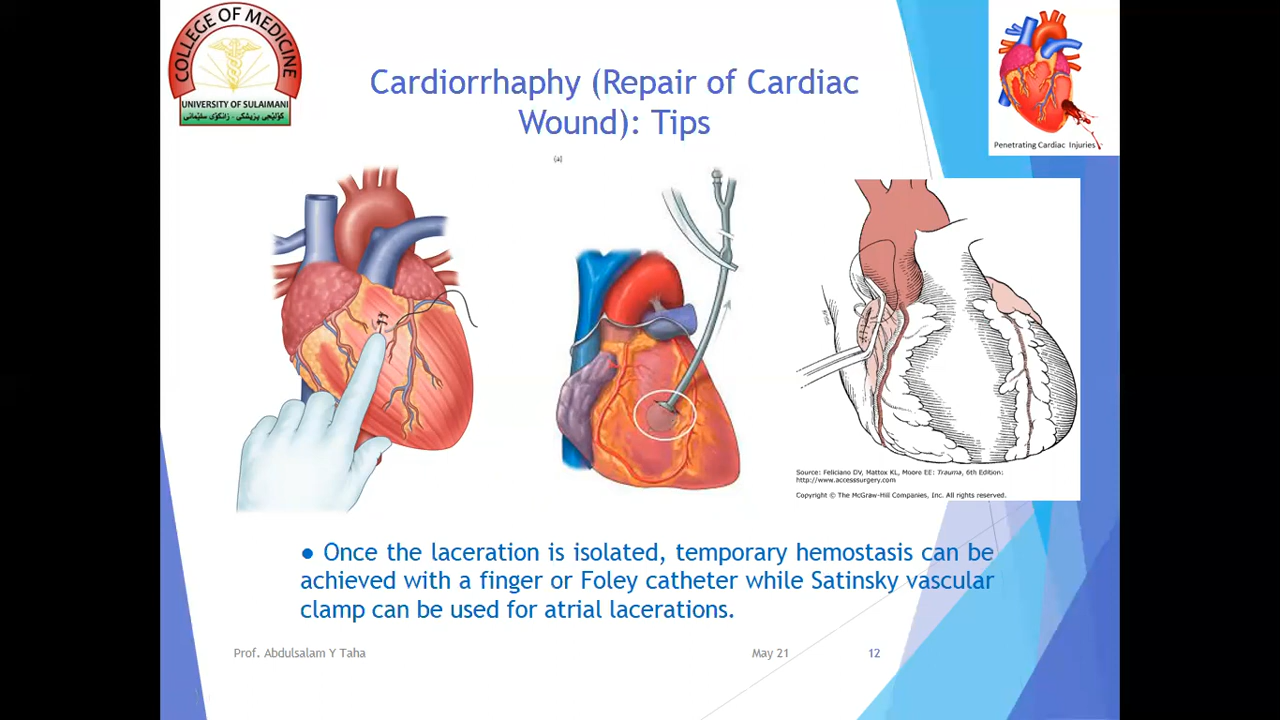 COLLEGE OF MEDICINE
UNIVERSITY OF SULAIMANI
كۆلێجی پزیشکی - زانکۆی سلێمانی
Cardiorrhaphy (Repair of Cardiac
Wound): Tips
Penetrating Cardiac Injuries
(a)
Source: Feliciano DV, Mattox KL, Moore EE: Trauma, 6th Edition:
http://www.accesssurgery.com
Copyright © The McGraw-Hill Companies, Inc. All rights reserved.
● Once the laceration is isolated, temporary hemostasis can be
achieved with a finger or Foley catheter while Satinsky vascular
clamp can be used for atrial lacerations.
Prof. Abdulsalam Y Taha
May 21
12